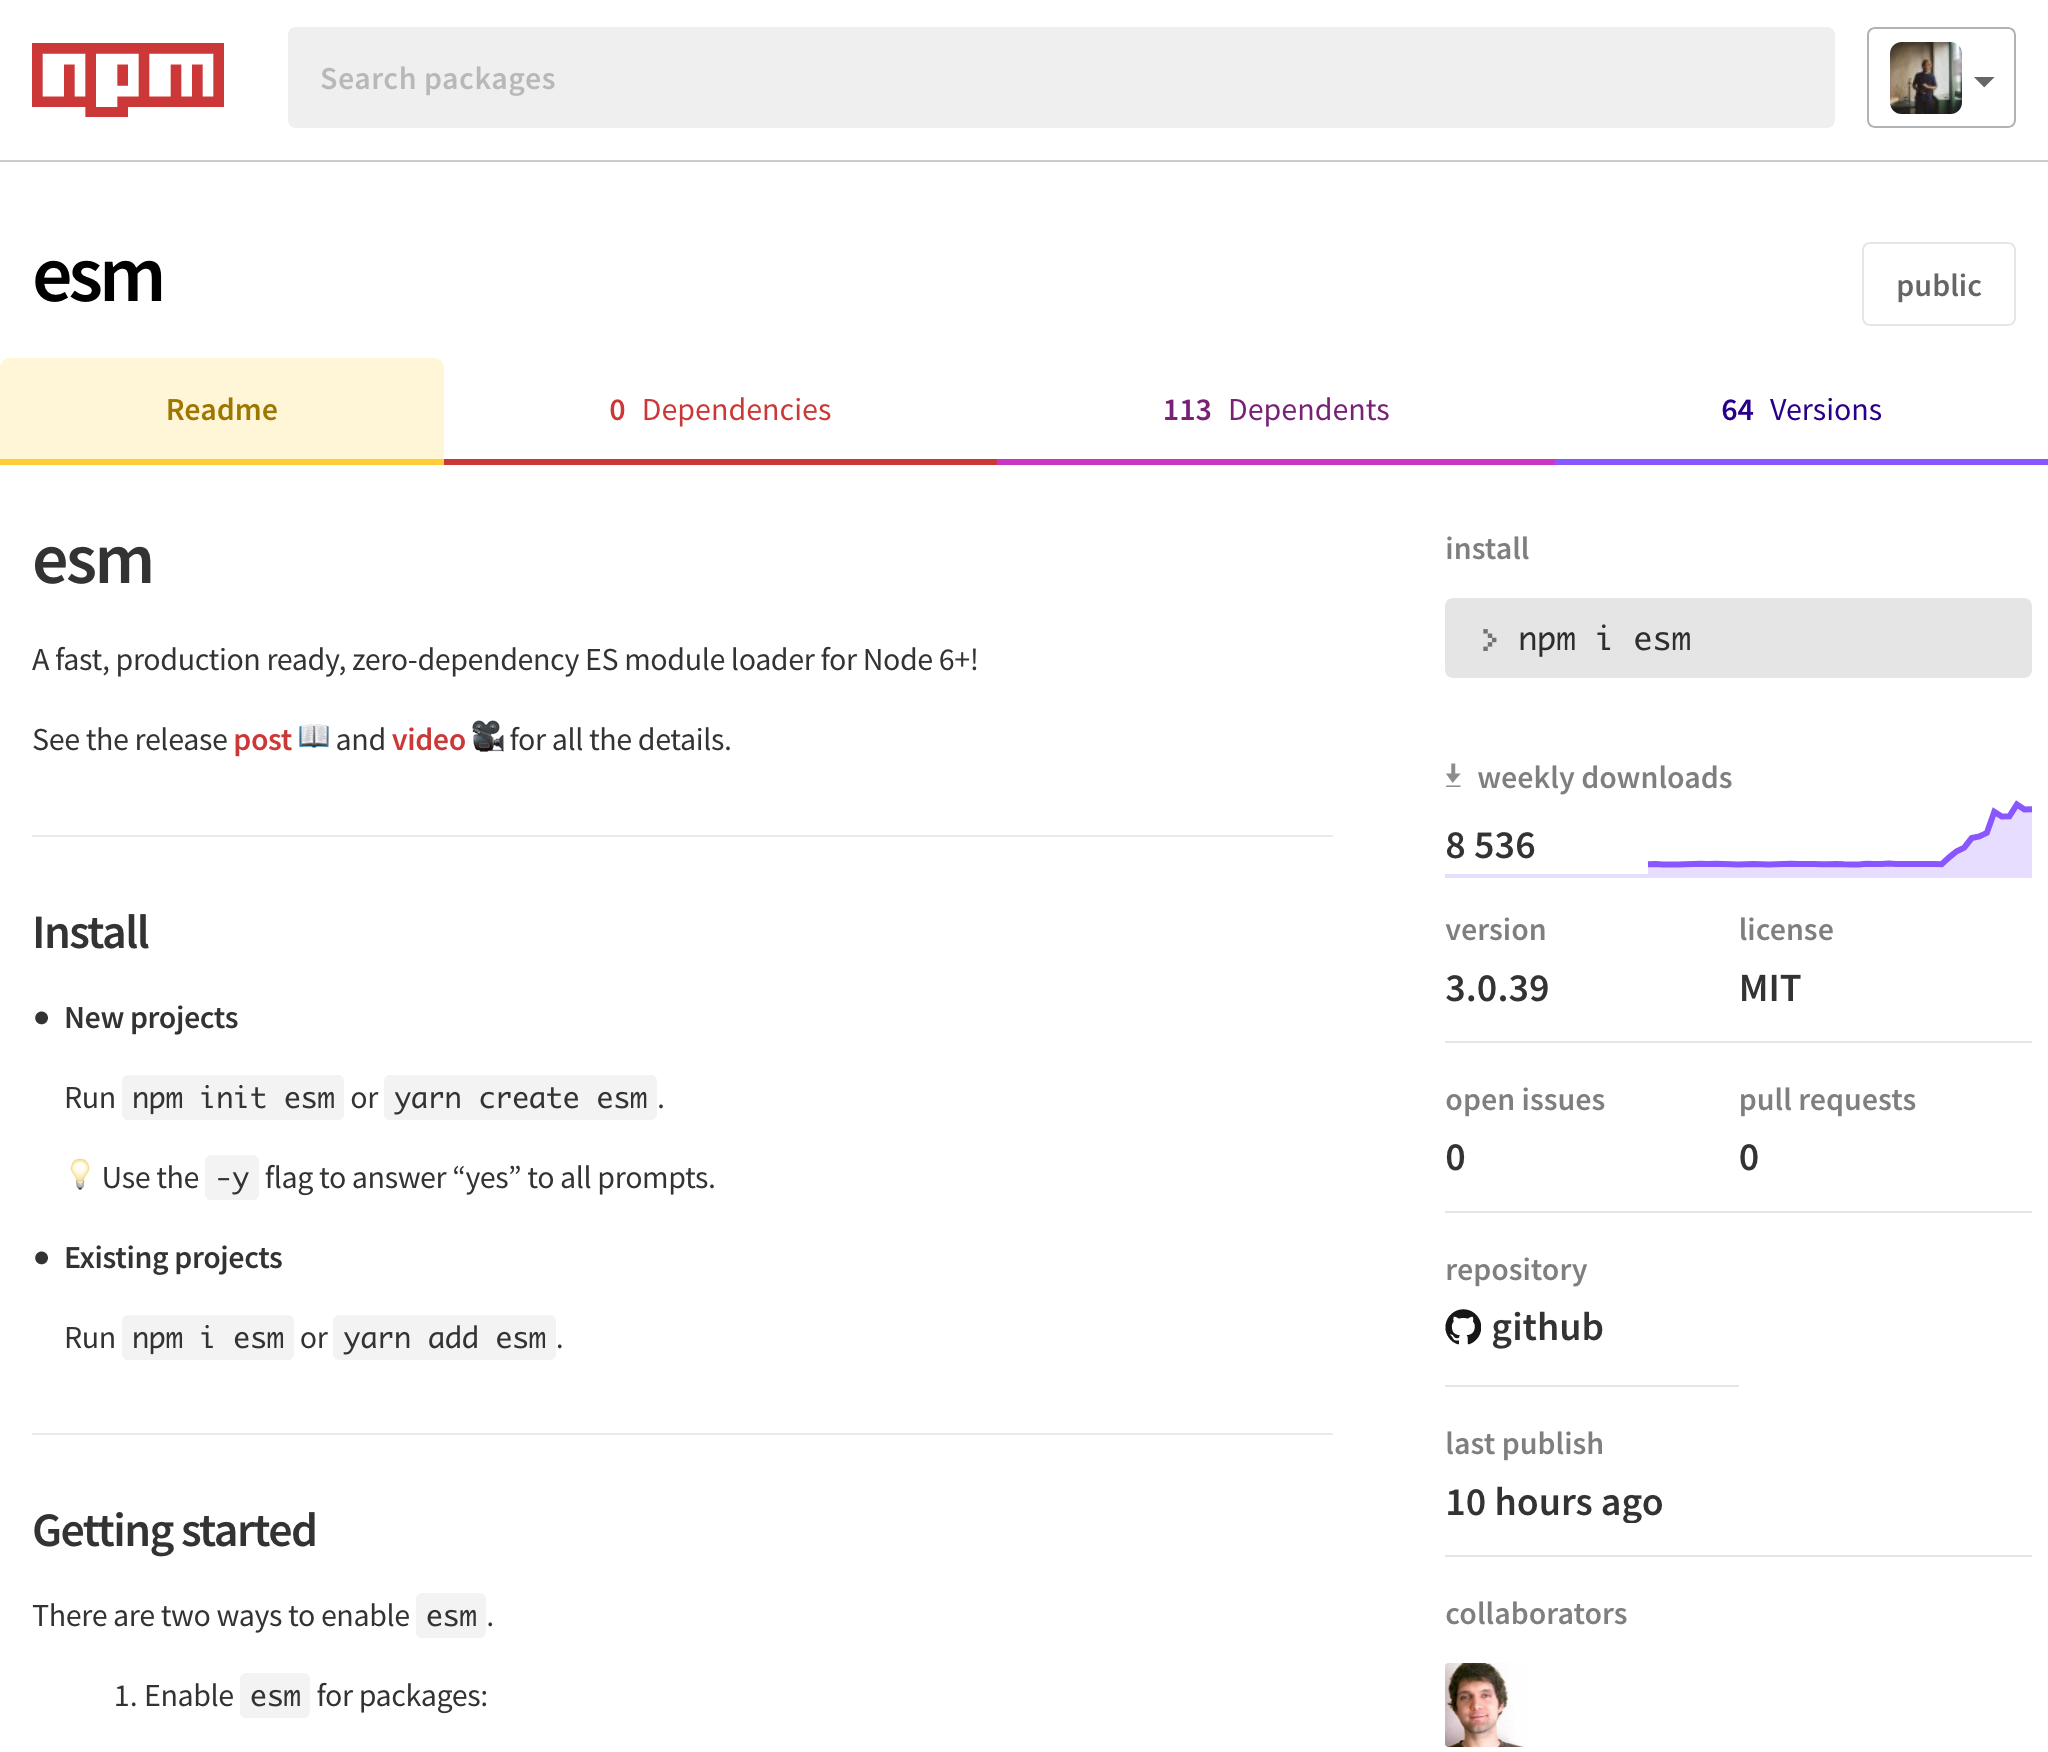 npm
Search packages
esm
public
Readme
0 Dependencies
113 Dependents
64 Versions
esm
A fast, production ready, zero-dependency ES module loader for Node 6+!
See the release post 📖 and video 🎥 for all the details.
Install
• New projects
Run npm init esm or yarn create esm.
💡 Use the -y flag to answer “yes” to all prompts.
• Existing projects
Run npm i esm or yarn add esm.
Getting started
There are two ways to enable esm.
1. Enable esm for packages:
install
npm i esm
weekly downloads
8 536
version
3.0.39
license
MIT
open issues
0
pull requests
0
repository
github
last publish
10 hours ago
collaborators